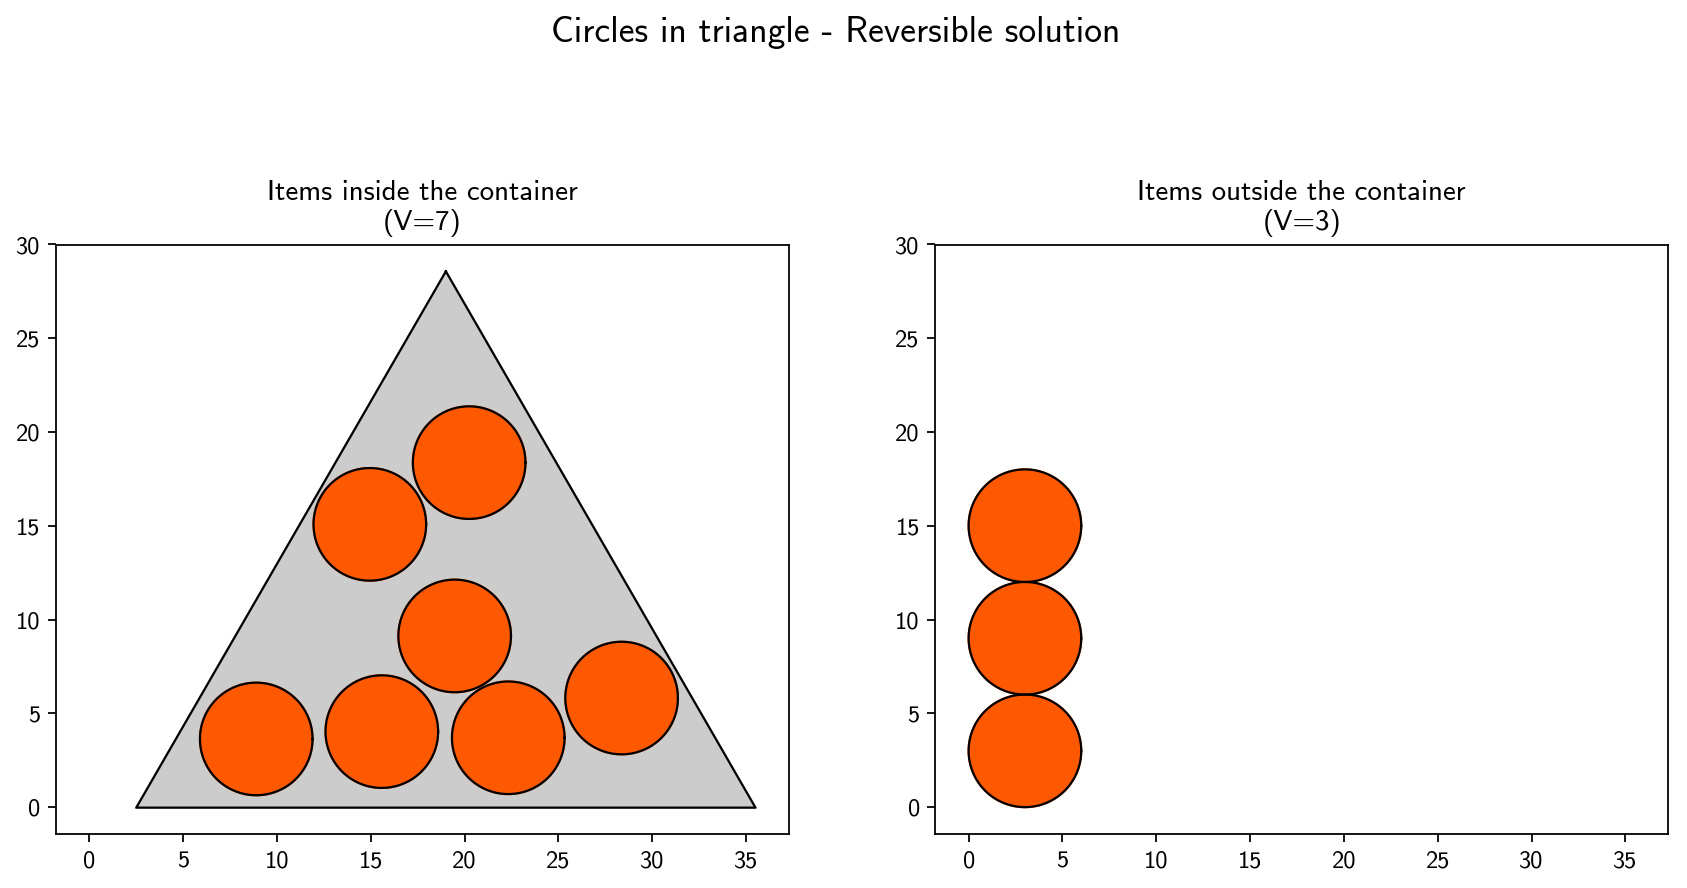 Circles in triangle - Reversible solution
Items inside the container
(V=7)
30
25
20
15
10
5
0
0 5 10 15 20 25 30 35
Items outside the container
(V=3)
30
25
20
15
10
5
0
0 5 10 15 20 25 30 35